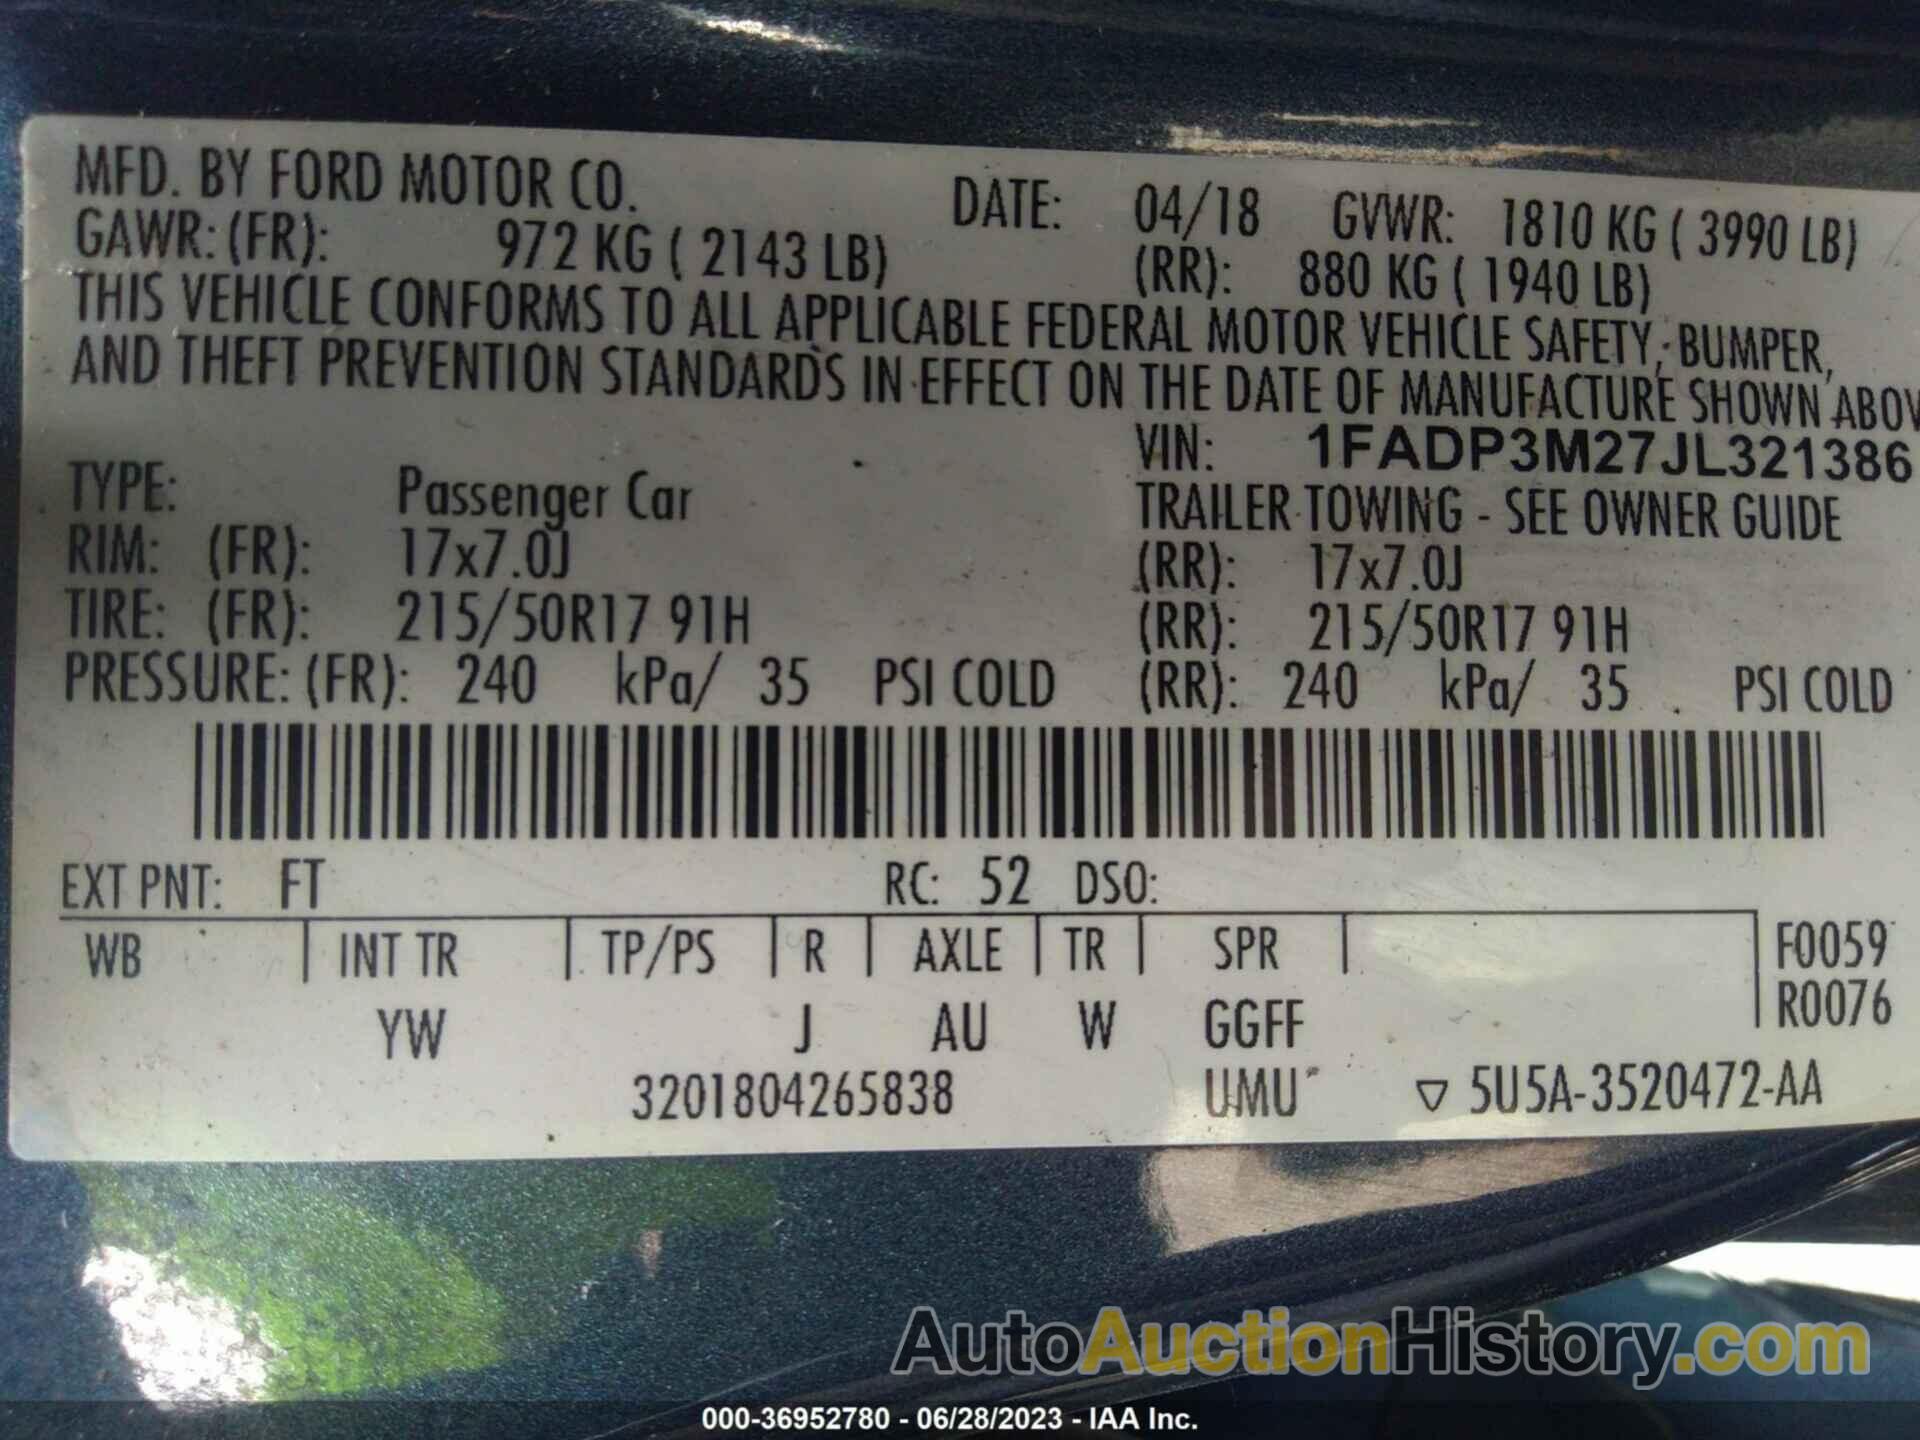 MFD. BY FORD MOTOR CO.
DATE: 04/18 GVWR: 1810 KG ( 3990 LB)
GAWR: (FR): 972 KG ( 2143 LB) (RR): 880 KG ( 1940 LB)
THIS VEHICLE CONFORMS TO ALL APPLICABLE FEDERAL MOTOR VEHICLE SAFETY, BUMPER,
AND THEFT PREVENTION STANDARDS IN EFFECT ON THE DATE OF MANUFACTURE SHOWN ABOV
VIN: 1FADP3M27JL321386
TYPE: Passenger Car TRAILER TOWING - SEE OWNER GUIDE
RIM: (FR): 17x7.0J (RR): 17x7.0J
TIRE: (FR): 215/50R17 91H (RR): 215/50R17 91H
PRESSURE: (FR): 240 kPa/ 35 PSI COLD (RR): 240 kPa/ 35 PSI COLD
EXT PNT: FT RC: 52 DSO:
WB INT TR TP/PS R AXLE TR SPR F0059
YW J AU W GGFF R0076
3201804265838 UMU ▽ 5U5A-3520472-AA
AutoAuctionHistory.com
000-36952780 - 06/28/2023 - IAA Inc.